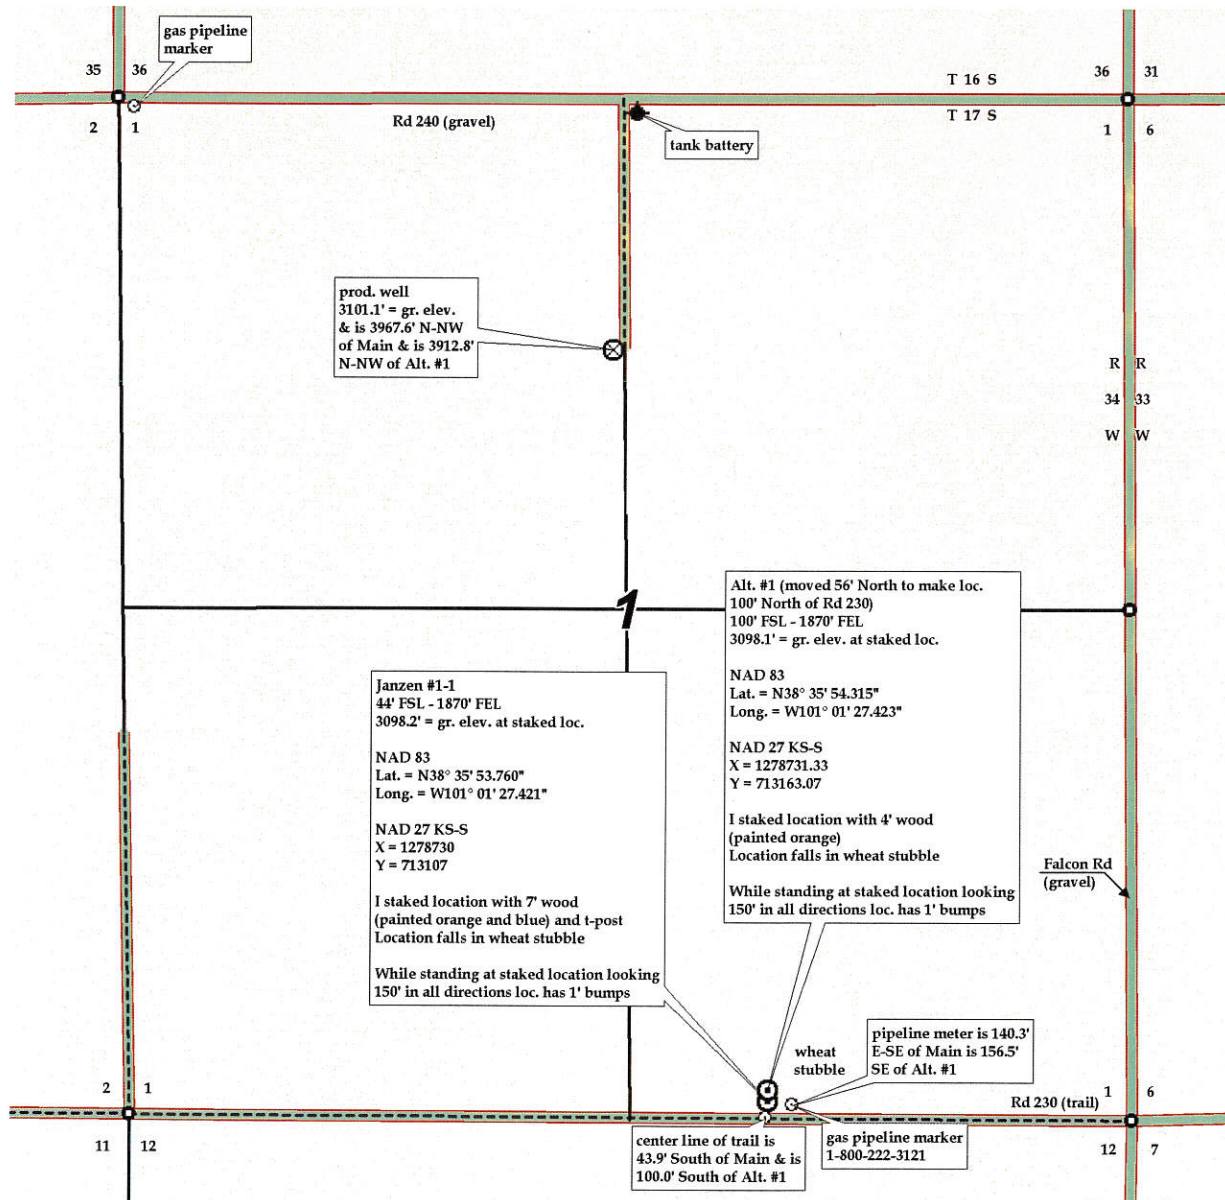 gas pipeline
marker
35 36
36 31
T 16 S
T 17 S
2 1
Rd 240 (gravel)
1 6
tank battery
prod. well
3101.1' = gr. elev.
& is 3967.6' N-NW
of Main & is 3912.8'
N-NW of Alt. #1
R R
34 33
W W
1
Alt. #1 (moved 56' North to make loc.
100' North of Rd 230)
100' FSL - 1870' FEL
3098.1' = gr. elev. at staked loc.
NAD 83
Lat. = N38° 35' 54.315"
Long. = W101° 01' 27.423"
NAD 27 KS-S
X = 1278731.33
Y = 713163.07
I staked location with 4' wood
(painted orange)
Location falls in wheat stubble
While standing at staked location looking
150' in all directions loc. has 1' bumps
Janzen #1-1
44' FSL - 1870' FEL
3098.2' = gr. elev. at staked loc.
NAD 83
Lat. = N38° 35' 53.760"
Long. = W101° 01' 27.421"
NAD 27 KS-S
X = 1278730
Y = 713107
I staked location with 7' wood
(painted orange and blue) and t-post
Location falls in wheat stubble
While standing at staked location looking
150' in all directions loc. has 1' bumps
Falcon Rd
(gravel)
wheat
stubble
pipeline meter is 140.3'
E-SE of Main is 156.5'
SE of Alt. #1
2 1
1 6
Rd 230 (trail)
11 12
center line of trail is
43.9' South of Main & is
100.0' South of Alt. #1
gas pipeline marker
1-800-222-3121
12 7